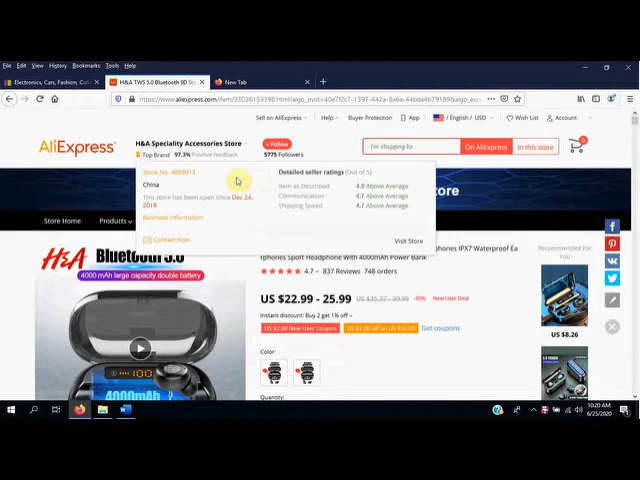 File Edit View History Bookmarks Tools Help
Electronics, Cars, Fashion, Coll
H&A TWS 5.0 Bluetooth 9D St
New Tab
Sell on AliExpress
Help
Buyer Protection
App
/ English / USD
Wish List
Account
AliExpress
H&A Speciality Accessories Store
Top Brand 97.3% Positive feedback
+ Follow
5775 Followers
I'm shopping for
On AliExpress
In this store
0
Store No. 4659013
China
This store has been open since Dec 24, 2018
Business information
Contact Now
Detailed seller ratings (Out of 5)
Item as Described 4.8 Above Average
Communication 4.7 Above Average
Shipping Speed 4.7 Above Average
Visit Store
Store Home
Products
H&A Bluetooth 5.0
4000 mAh large capacity double battery
100
4000mAh
Iphones Sport Headphone With 4000mAh Power Bank
phones IPX7 Waterproof Ea
4.7 837 Reviews 748 orders
US $22.99 - 25.99
-35%
New User Deal
Instant discount: Buy 2 get 1% off
US $2.00 New User Coupon
US $1.00 off on US $32.00
Get coupons
Color:
Quantity:
Recommended For You
US $8.26
10:20 AM
6/25/2020